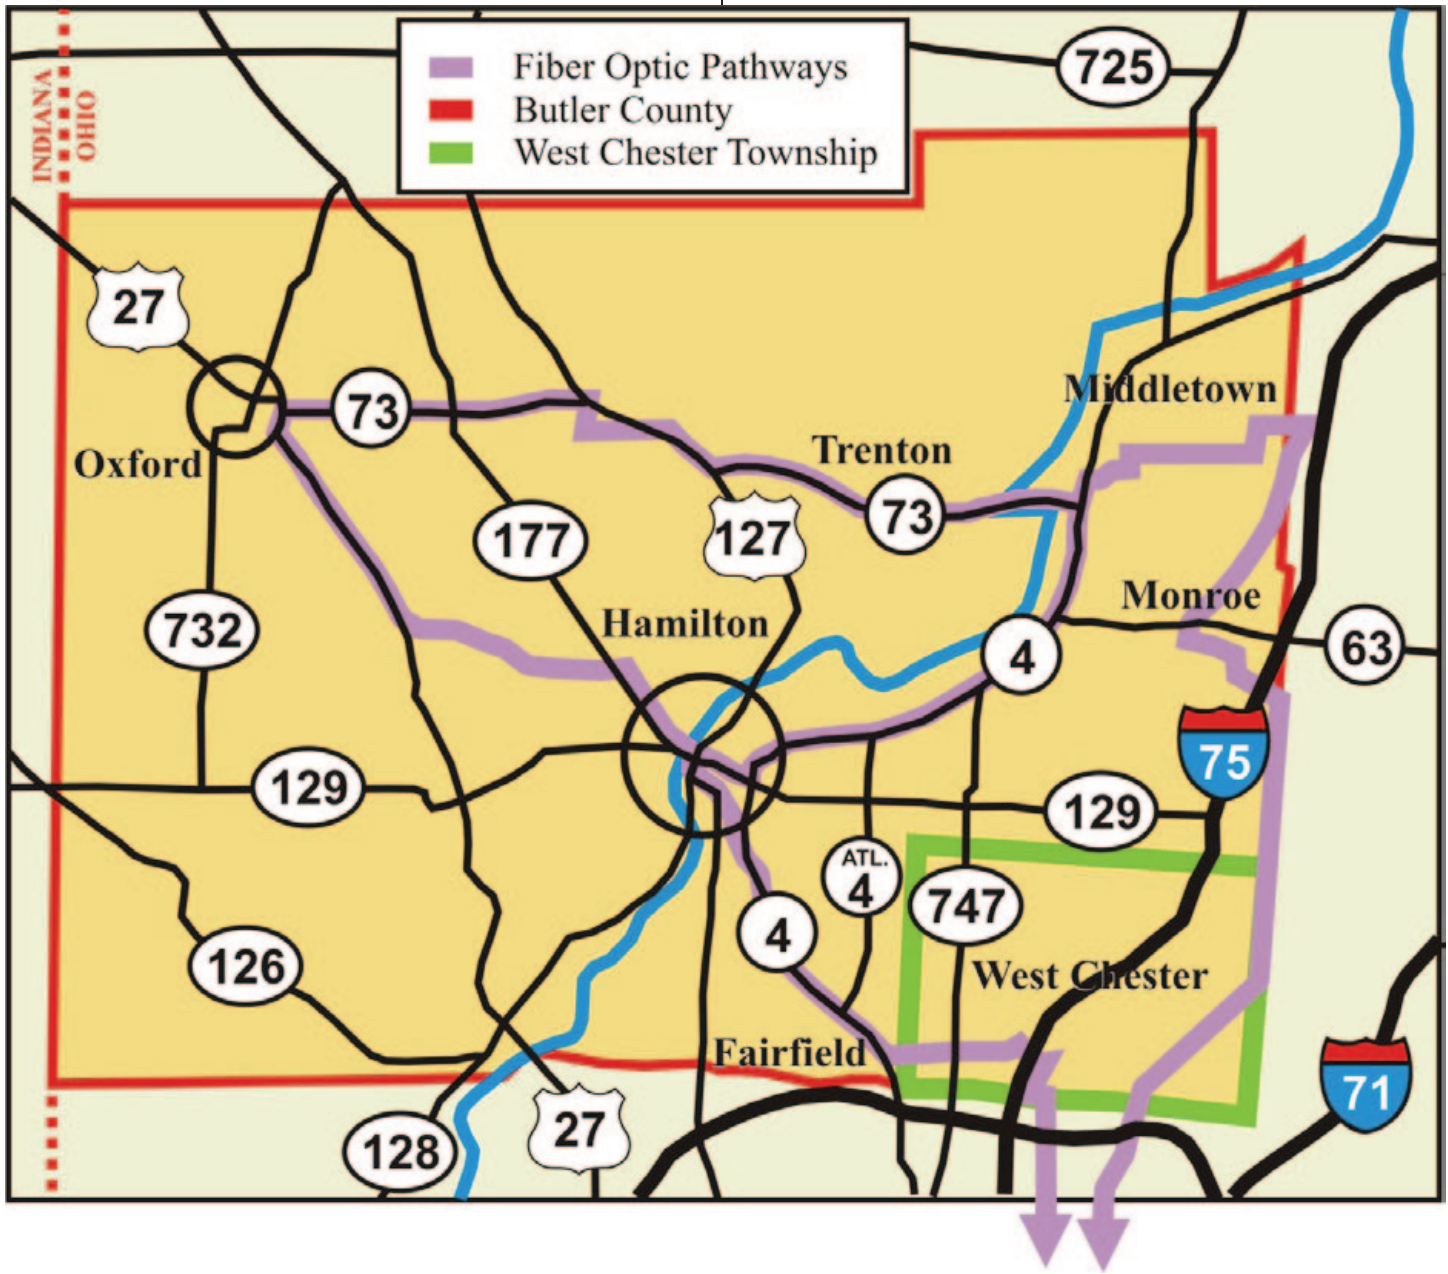 Fiber Optic Pathways
Butler County
West Chester Township
725
INDIANA
OHIO
27
Middletown
73
Oxford
Trenton
73
177
127
Monroe
Hamilton
732
4
63
75
129
129
ATL.
4
747
4
126
West Chester
Fairfield
71
27
128